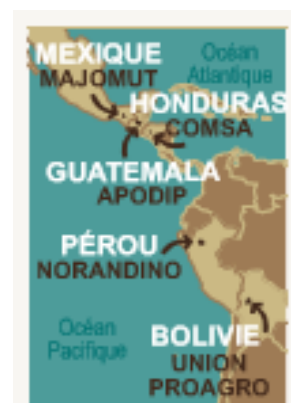 MEXIQUE
MAJOMUT
Océan
Atlantique
HONDURAS
COMSA
GUATEMALA
APODIP
PÉROU
NORANDINO
Océan
Pacifique
BOLIVIE
UNION
PROAGRO